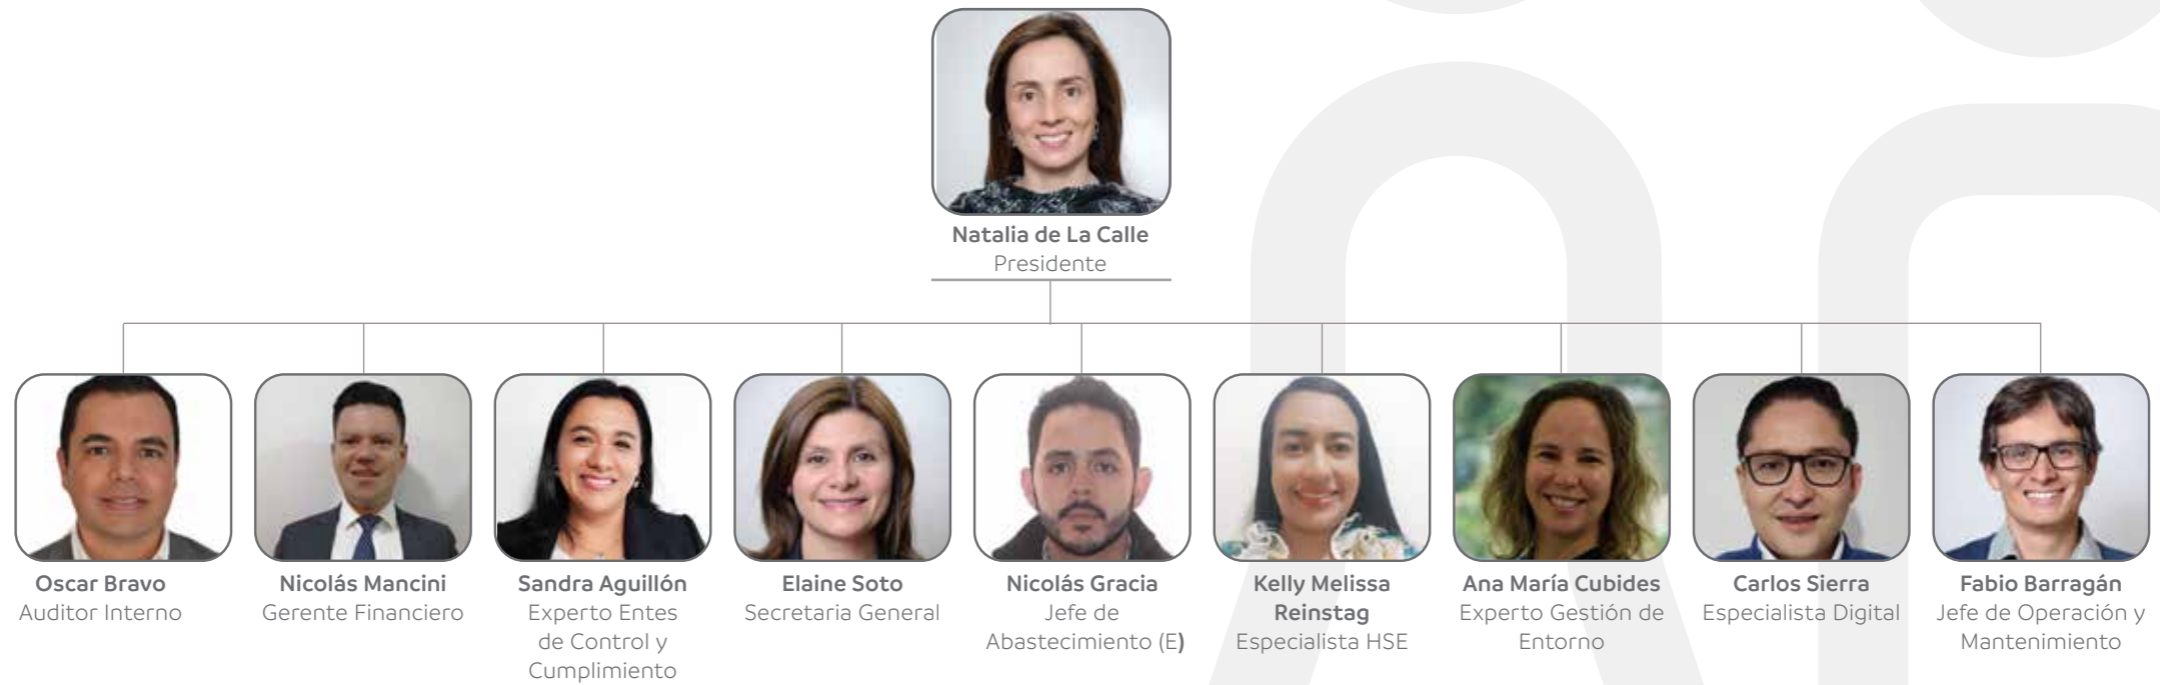 Natalia de La Calle
Presidente
Oscar Bravo
Auditor Interno
Nicolás Mancini
Gerente Financiero
Sandra Aguillón
Experto Entes
de Control y
Cumplimiento
Elaine Soto
Secretaria General
Nicolás Gracia
Jefe de
Abastecimiento (E)
Kelly Melissa
Reinstag
Especialista HSE
Ana María Cubides
Experto Gestión de
Entorno
Carlos Sierra
Especialista Digital
Fabio Barragán
Jefe de Operación y
Mantenimiento